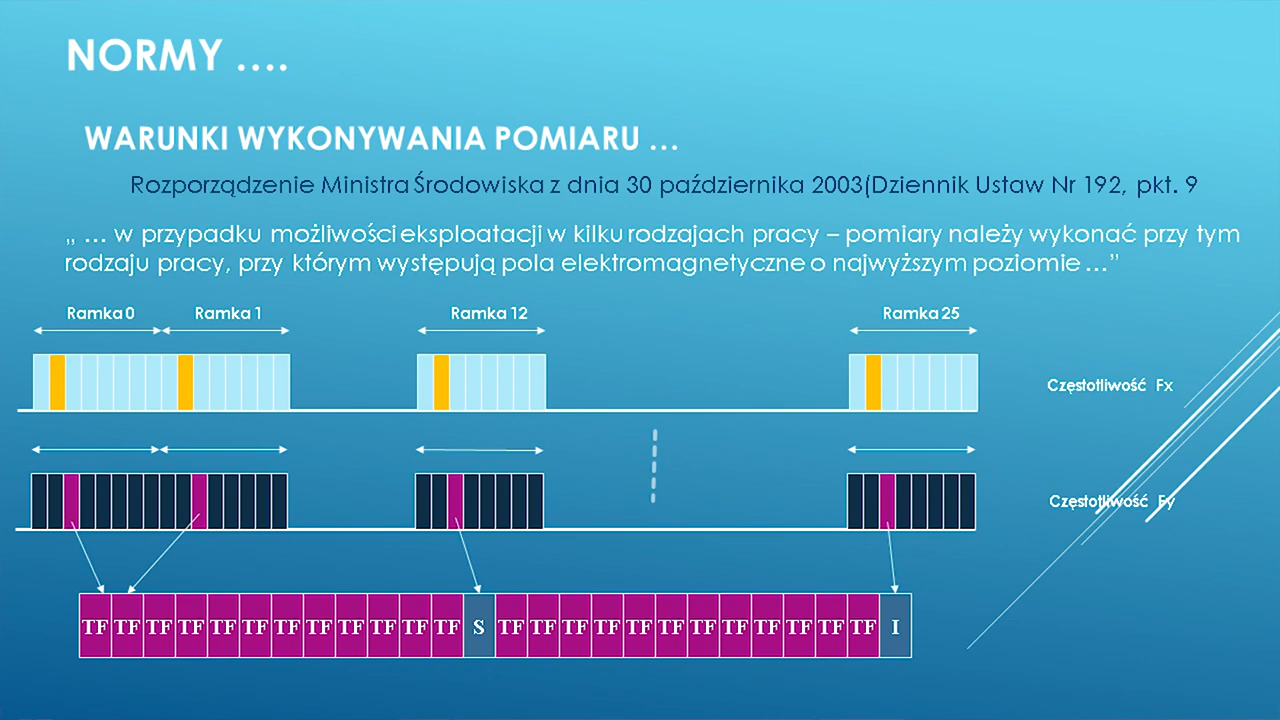 NORMY ....
WARUNKI WYKONYWANIA POMIARU ...
Rozporządzenie Ministra Środowiska z dnia 30 października 2003(Dziennik Ustaw Nr 192, pkt. 9
„ ... w przypadku możliwości eksploatacji w kilku rodzajach pracy – pomiary należy wykonać przy tym
rodzaju pracy, przy którym występują pola elektromagnetyczne o najwyższym poziomie ...”
Ramka 0 Ramka 1 Ramka 12 Ramka 25
Częstotliwość Fx
Częstotliwość Fy
TF TF TF TF TF TF TF TF TF TF TF TF S TF TF TF TF TF TF TF TF TF TF TF TF I